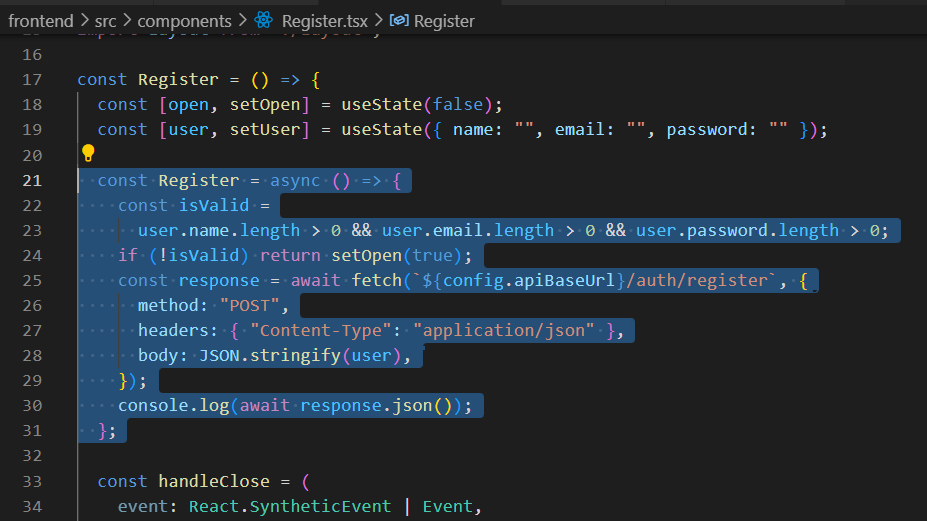 frontend > src > components > Register.tsx > Register
16
17 const Register = () => {
18 const [open, setOpen] = useState(false);
19 const [user, setUser] = useState({ name: "", email: "", password: "" });
20
21 const Register = async () => {
22 const isValid =
23 user.name.length > 0 && user.email.length > 0 && user.password.length > 0;
24 if (!isValid) return setOpen(true);
25 const response = await fetch(`${config.apiBaseUrl}/auth/register`, {
26 method: "POST",
27 headers: { "Content-Type": "application/json" },
28 body: JSON.stringify(user),
29 });
30 console.log(await response.json());
31 };
32
33 const handleClose = (
34 event: React.SyntheticEvent | Event,